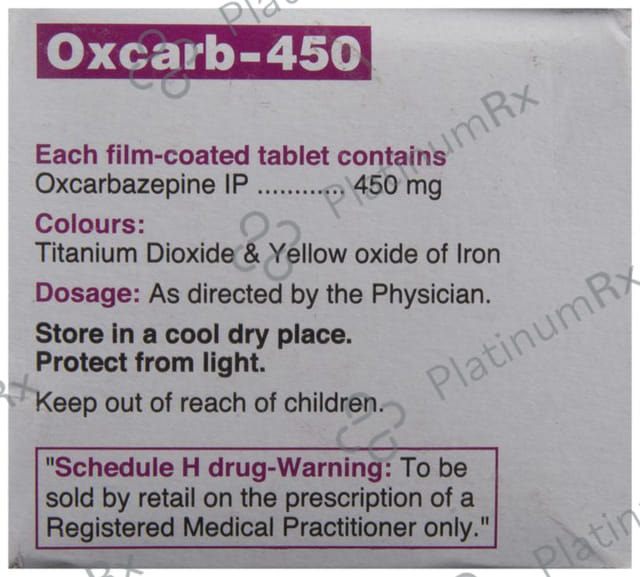 Oxcarb-450
Each film-coated tablet contains
Oxcarbazepine IP ............ 450 mg
Colours:
Titanium Dioxide & Yellow oxide of Iron
Dosage: As directed by the Physician.
Store in a cool dry place.
Protect from light.
Keep out of reach of children.
"Schedule H drug-Warning: To be
sold by retail on the prescription of a
Registered Medical Practitioner only."
PlatinumRx
PlatinumRx